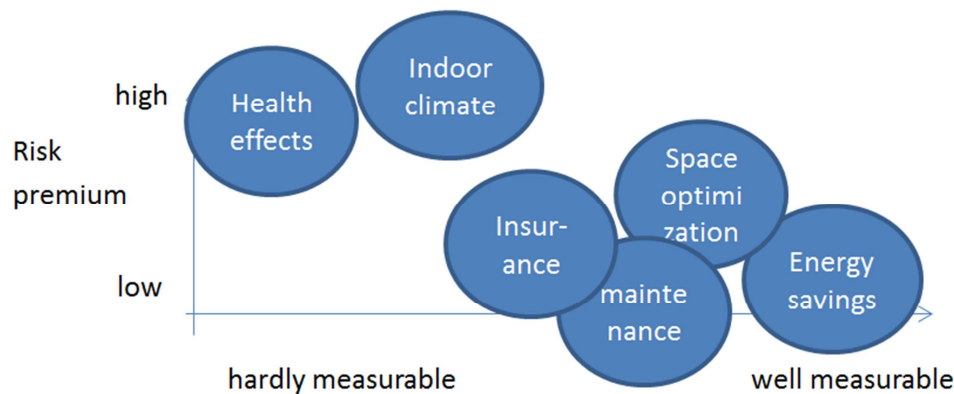 high
Risk
premium
low
Health
effects
Indoor
climate
Insur-
ance
Space
optimi
zation
mainte
nance
Energy
savings
hardly measurable
well measurable